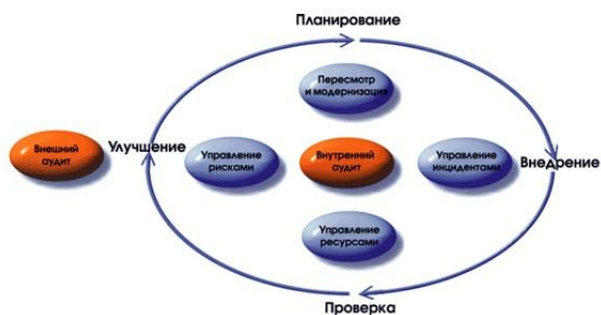 Планирование
Пересмотр
и модернизация
Внешний
аудит
Улучшение
Управление
рисками
Внутренний
аудит
Управление
инцидентами
Внедрение
Управление
ресурсами
Проверка